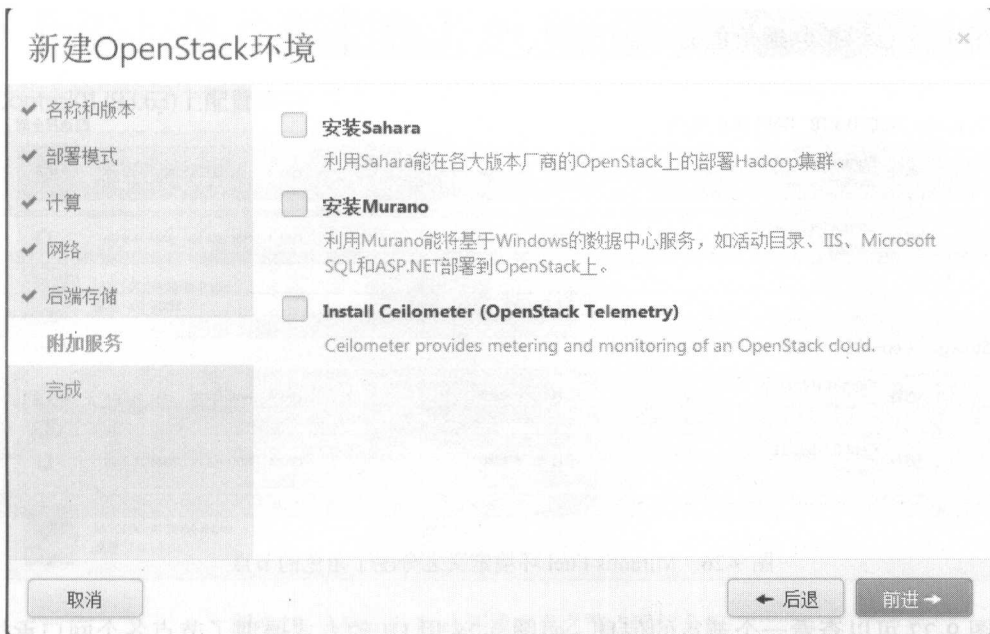 新建OpenStack环境
×
✔ 名称和版本
✔ 部署模式
✔ 计算
✔ 网络
✔ 后端存储
附加服务
完成
安装Sahara
利用Sahara能在各大版本厂商的OpenStack上的部署Hadoop集群。
安装Murano
利用Murano能将基于Windows的数据中心服务，如活动目录、IIS、Microsoft
SQL和ASP.NET部署到OpenStack上。
Install Ceilometer (OpenStack Telemetry)
Ceilometer provides metering and monitoring of an OpenStack cloud.
取消
← 后退
前进 →